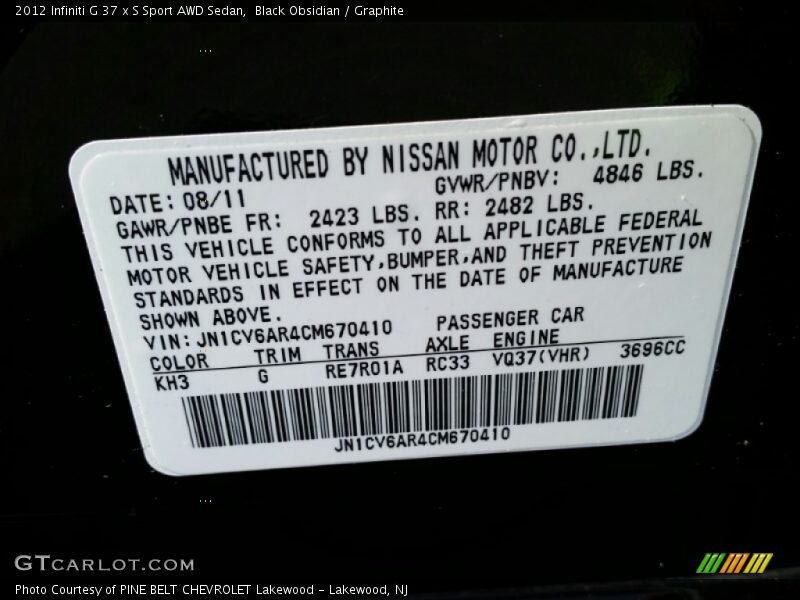 2012 Infiniti G 37 x S Sport AWD Sedan,  Black Obsidian / Graphite
MANUFACTURED BY NISSAN MOTOR CO.,LTD.
DATE: 08/11 GVWR/PNBV: 4846 LBS.
GAWR/PNBE FR: 2423 LBS. RR: 2482 LBS.
THIS VEHICLE CONFORMS TO ALL APPLICABLE FEDERAL
MOTOR VEHICLE SAFETY,BUMPER,AND THEFT PREVENTION
STANDARDS IN EFFECT ON THE DATE OF MANUFACTURE
SHOWN ABOVE.
VIN: JN1CV6AR4CM670410 PASSENGER CAR
COLOR TRIM TRANS AXLE ENGINE
KH3 G RE7R01A RC33 VQ37(VHR) 3696CC
JN1CV6AR4CM670410
GTCARLOT.COM
Photo Courtesy of PINE BELT CHEVROLET Lakewood - Lakewood, NJ